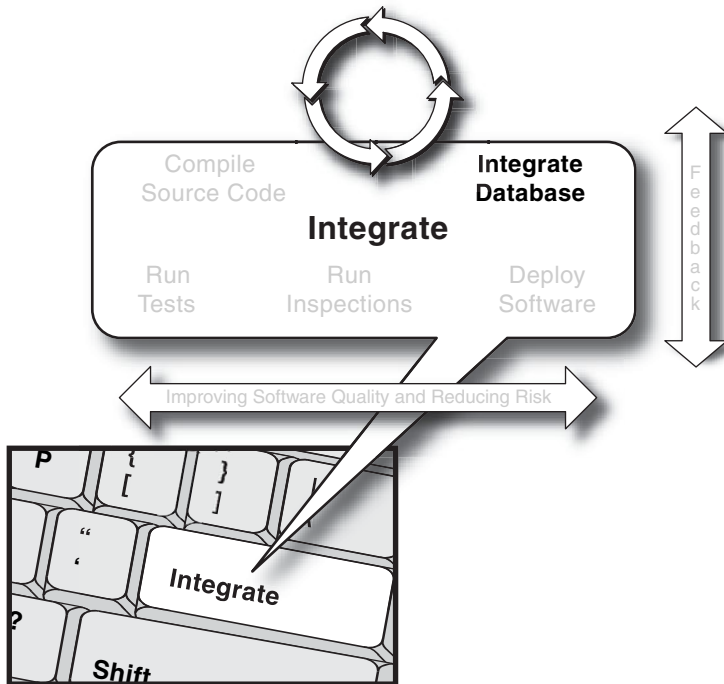 Compile
Source Code
Integrate
Database
Integrate
Run
Tests
Run
Inspections
Deploy
Software
Feedback
Improving Software Quality and Reducing Risk
P
{
[
}
]
|
“
‘
Integrate
?
Shift